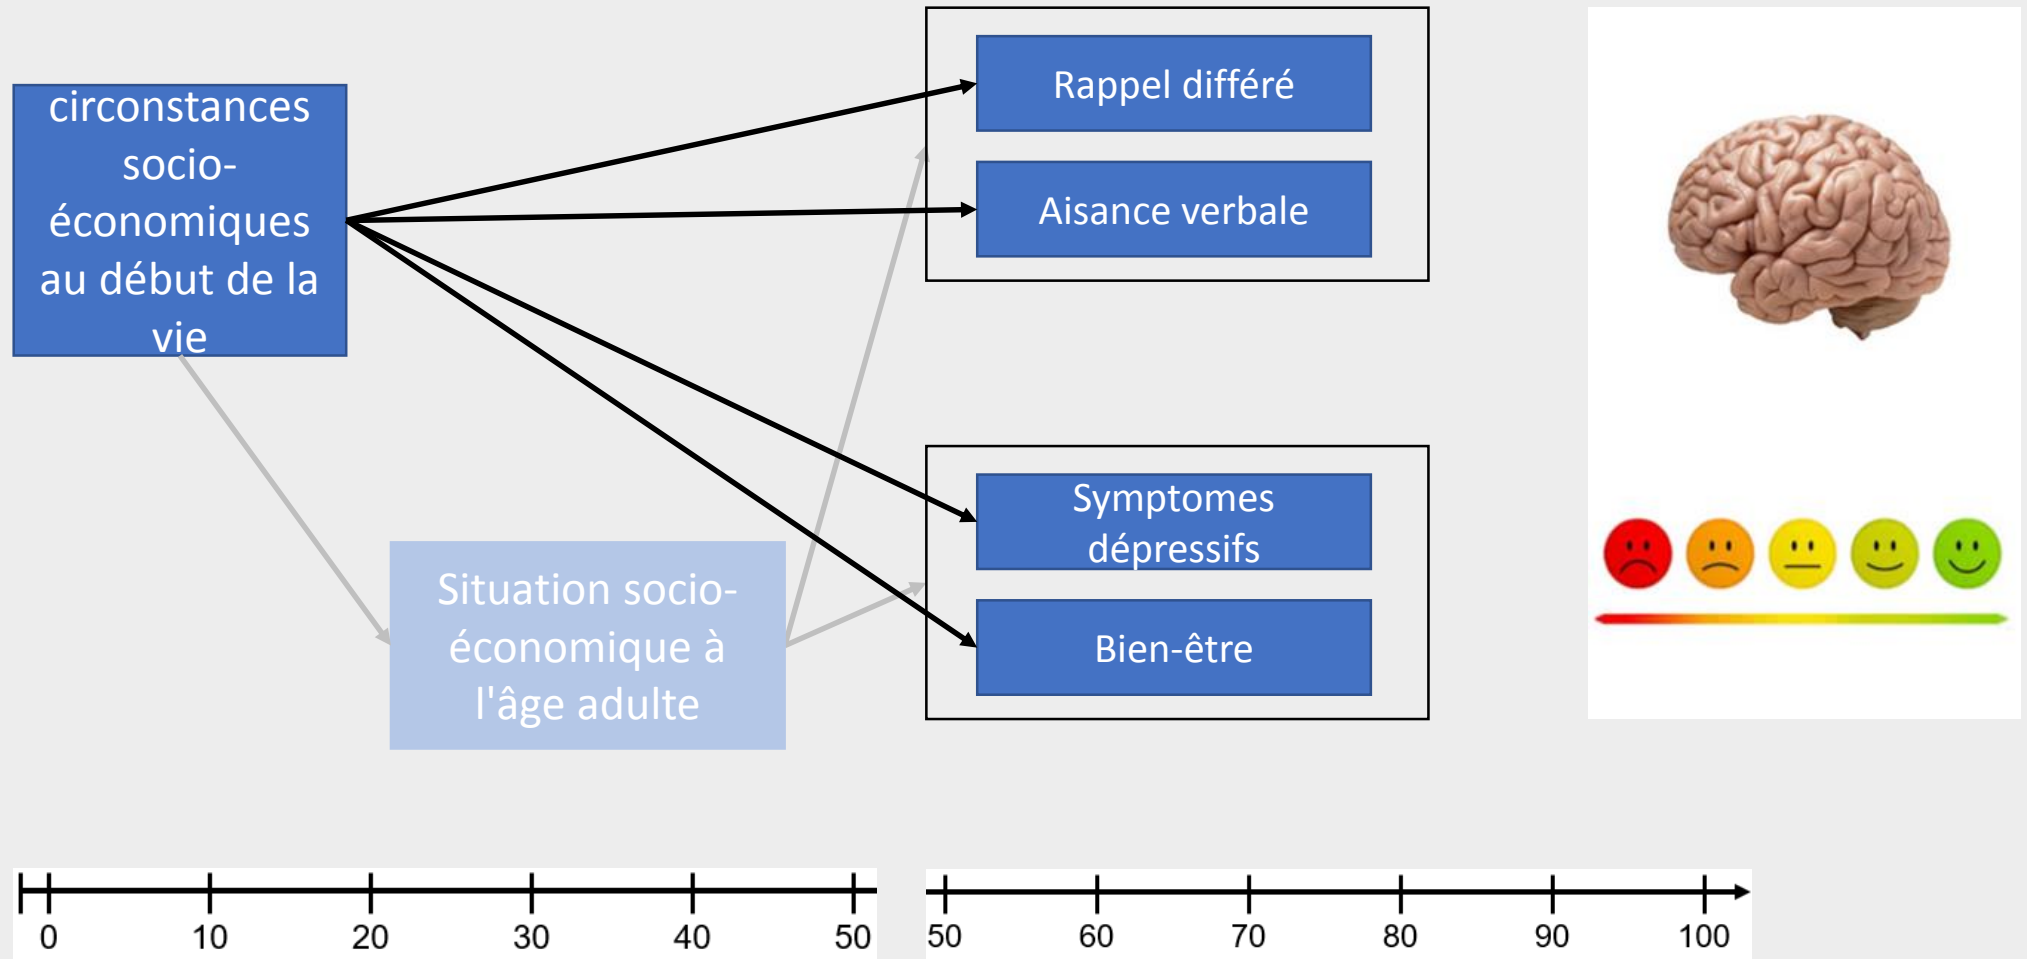 circonstances
socio-
économiques
au début de la
vie
Rappel différé
Aisance verbale
Symptomes
dépressifs
Bien-être
Situation socio-
économique à
l'âge adulte
0 10 20 30 40 50
50 60 70 80 90 100